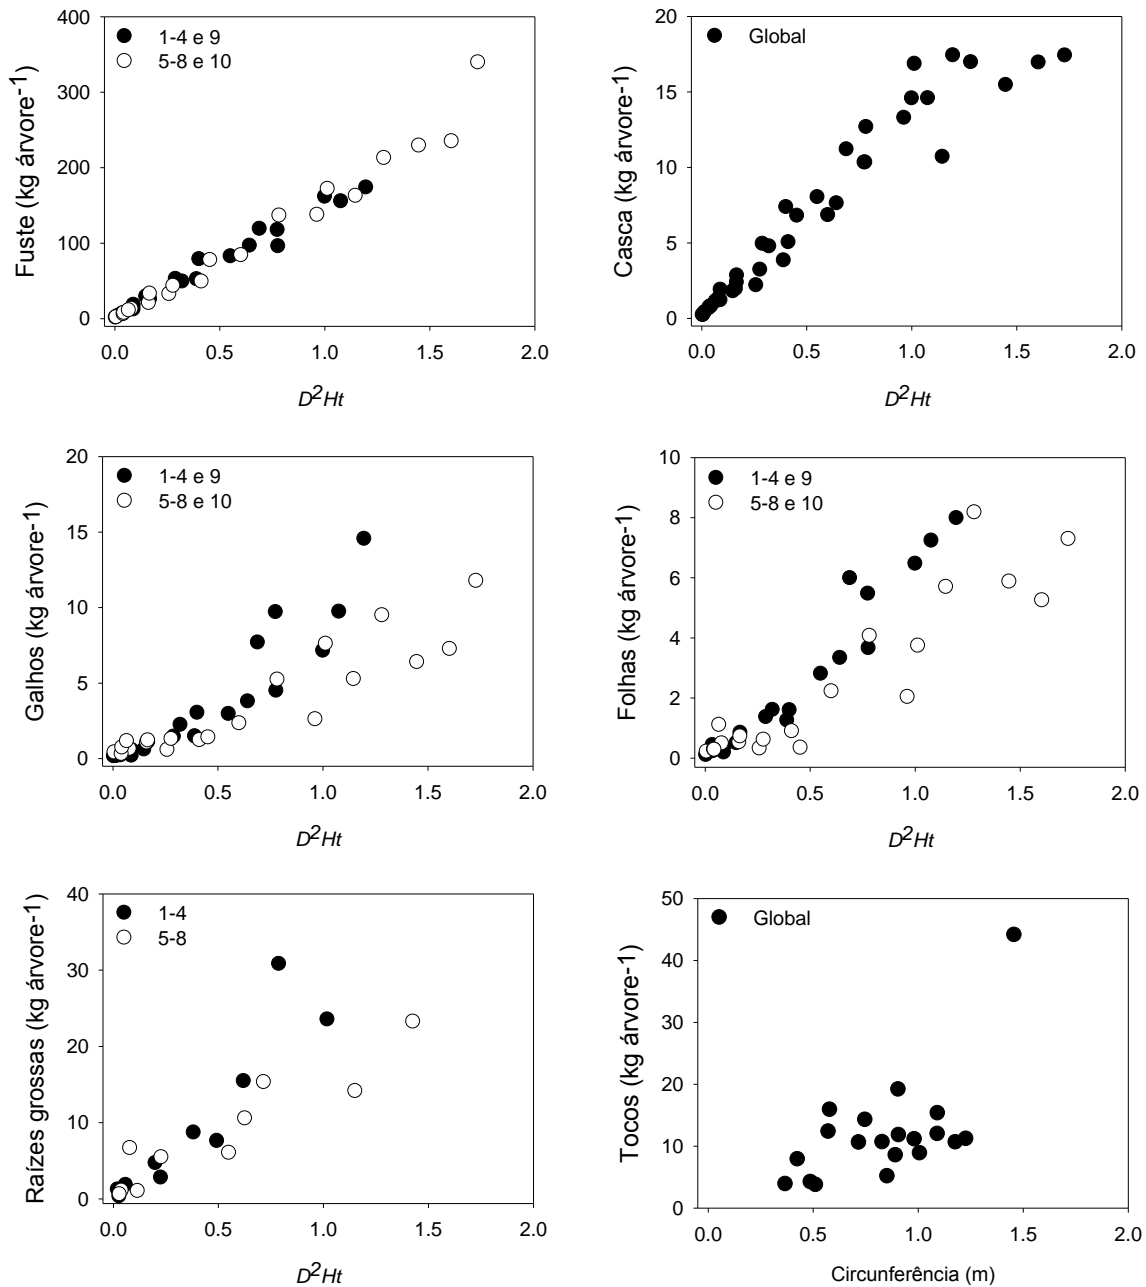 400
300
200
100
0
Fuste (kg árvore-1)
1-4 e 9
5-8 e 10
0.0 0.5 1.0 1.5 2.0
D2Ht
20
15
10
5
0
Casca (kg árvore-1)
Global
0.0 0.5 1.0 1.5 2.0
D2Ht
20
15
10
5
0
Galhos (kg árvore-1)
1-4 e 9
5-8 e 10
0.0 0.5 1.0 1.5 2.0
D2Ht
10
8
6
4
2
0
Folhas (kg árvore-1)
1-4 e 9
5-8 e 10
0.0 0.5 1.0 1.5 2.0
D2Ht
40
30
20
10
0
Raízes grossas (kg árvore-1)
1-4
5-8
0.0 0.5 1.0 1.5 2.0
D2Ht
50
40
30
20
10
0
Tocos (kg árvore-1)
Global
0.0 0.5 1.0 1.5 2.0
Circunferência (m)